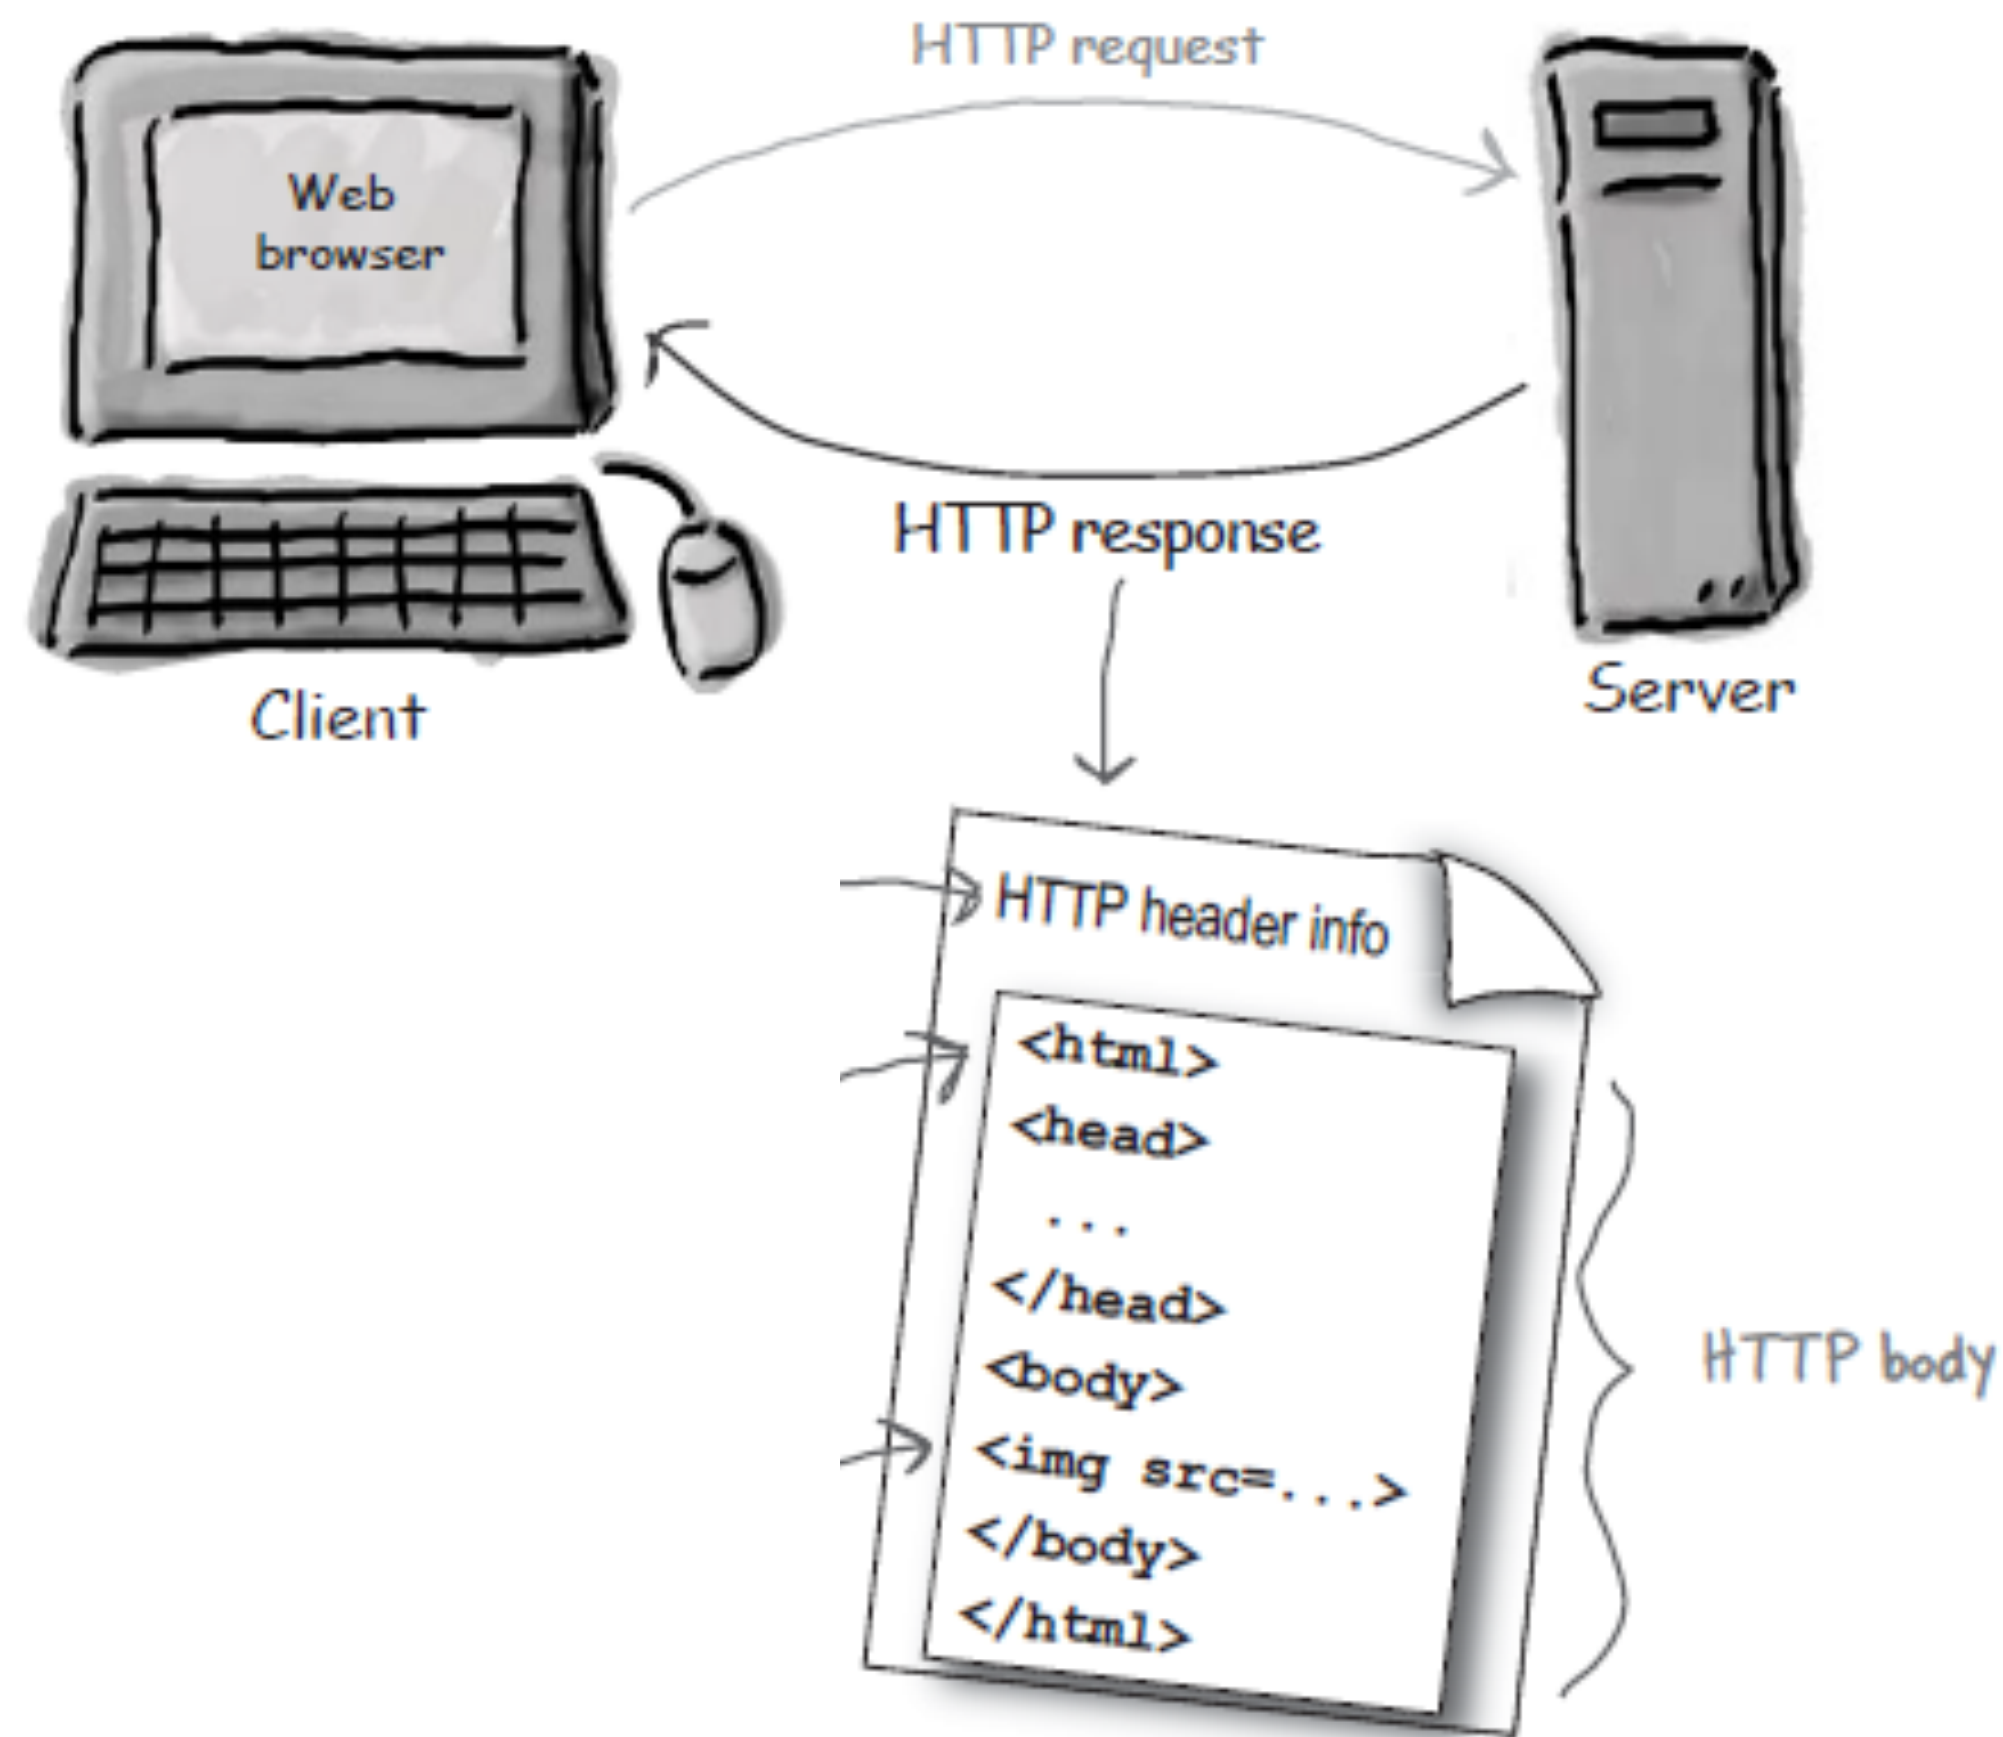 HTTP request
Web
browser
HTTP response
Client
Server
HTTP header info
<html>
<head>
...
</head>
<body>
<img src=...>
</body>
</html>
HTTP body